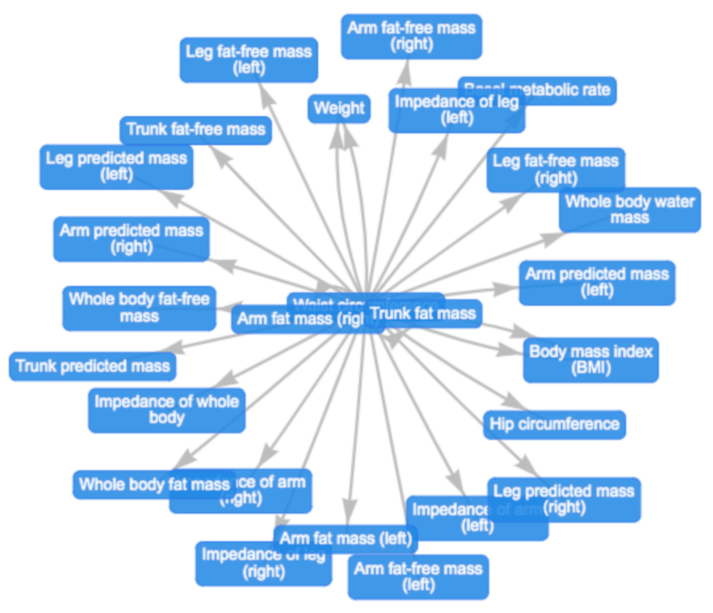 Arm fat-free mass
(right)
Leg fat-free mass
(left)
metabolic rate
Weight
Impedance of leg
(left)
Trunk fat-free mass
Leg predicted mass
(left)
Leg fat-free mass
(right)
Whole body water
mass
Arm predicted mass
(right)
Arm predicted mass
(left)
Whole body fat-free
mass
Waist
Arm fat mass
Trunk fat mass
Trunk predicted mass
Body mass index
(BMI)
Impedance of whole
body
Hip circumference
Whole body fat mass
of arm
(right)
Leg predicted mass
(right)
Impedance of arm
(left)
Arm fat mass (left)
Impedance of leg
(right)
Arm fat-free mass
(left)